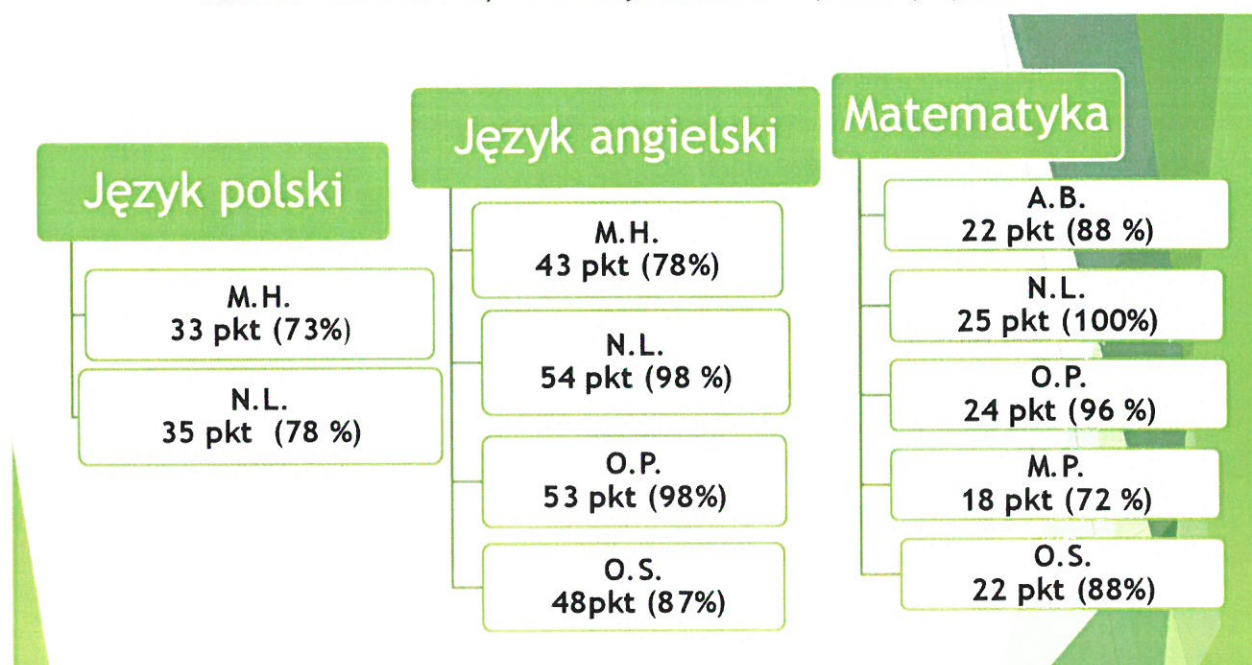 Język polski
M.H.
33 pkt (73%)
N.L.
35 pkt (78 %)
Język angielski
M.H.
43 pkt (78%)
N.L.
54 pkt (98 %)
O.P.
53 pkt (98%)
O.S.
48pkt (87%)
Matematyka
A.B.
22 pkt (88 %)
N.L.
25 pkt (100%)
O.P.
24 pkt (96 %)
M.P.
18 pkt (72 %)
O.S.
22 pkt (88%)